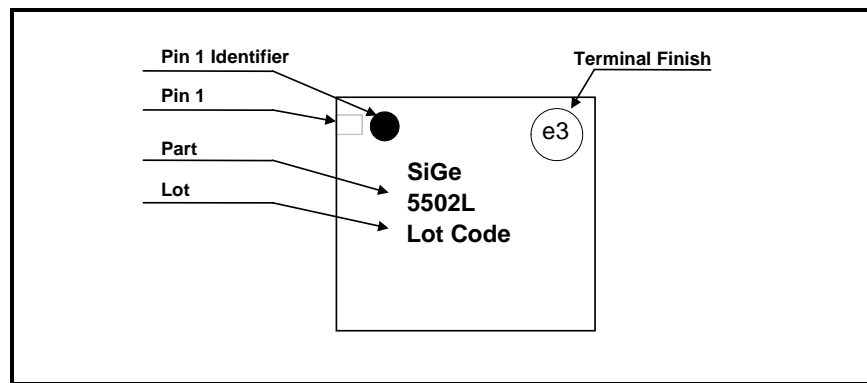 Pin 1 Identifier
Terminal Finish
Pin 1
e3
Part
SiGe
5502L
Lot
Lot Code